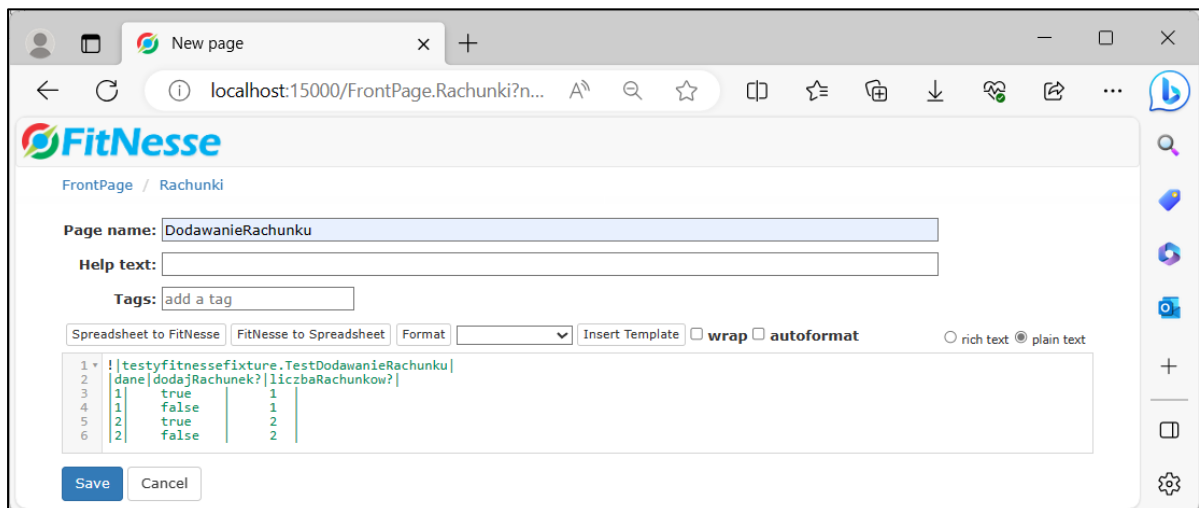 New page
localhost:15000/FrontPage.Rachunki?n...
FitNesse
FrontPage / Rachunki
Page name: DodawanieRachunku
Help text:
Tags: add a tag
Spreadsheet to FitNesse FitNesse to Spreadsheet Format Insert Template wrap autoformat rich text plain text
1 !|testyfitnessefixture.TestDodawanieRachunku|
2 |dane|dodajRachunek?|liczbaRachunkow?|
3 |1| true | 1 |
4 |1| false | 1 |
5 |2| true | 2 |
6 |2| false | 2 |
Save Cancel